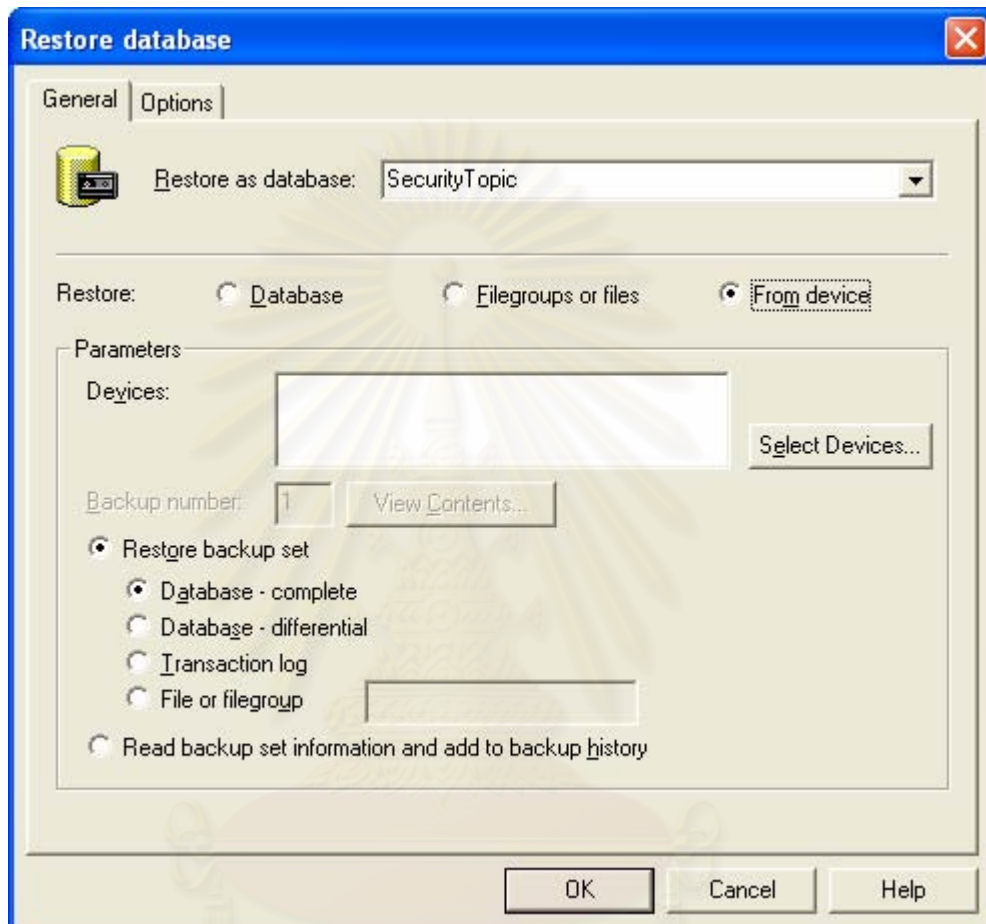 Restore database
General Options
Restore as database: SecurityTopic
Restore: Database Filegroups or files From device
Parameters
Devices:
Select Devices...
Backup number: 1 View Contents...
Restore backup set
Database - complete
Database - differential
Transaction log
File or filegroup
Read backup set information and add to backup history
OK Cancel Help